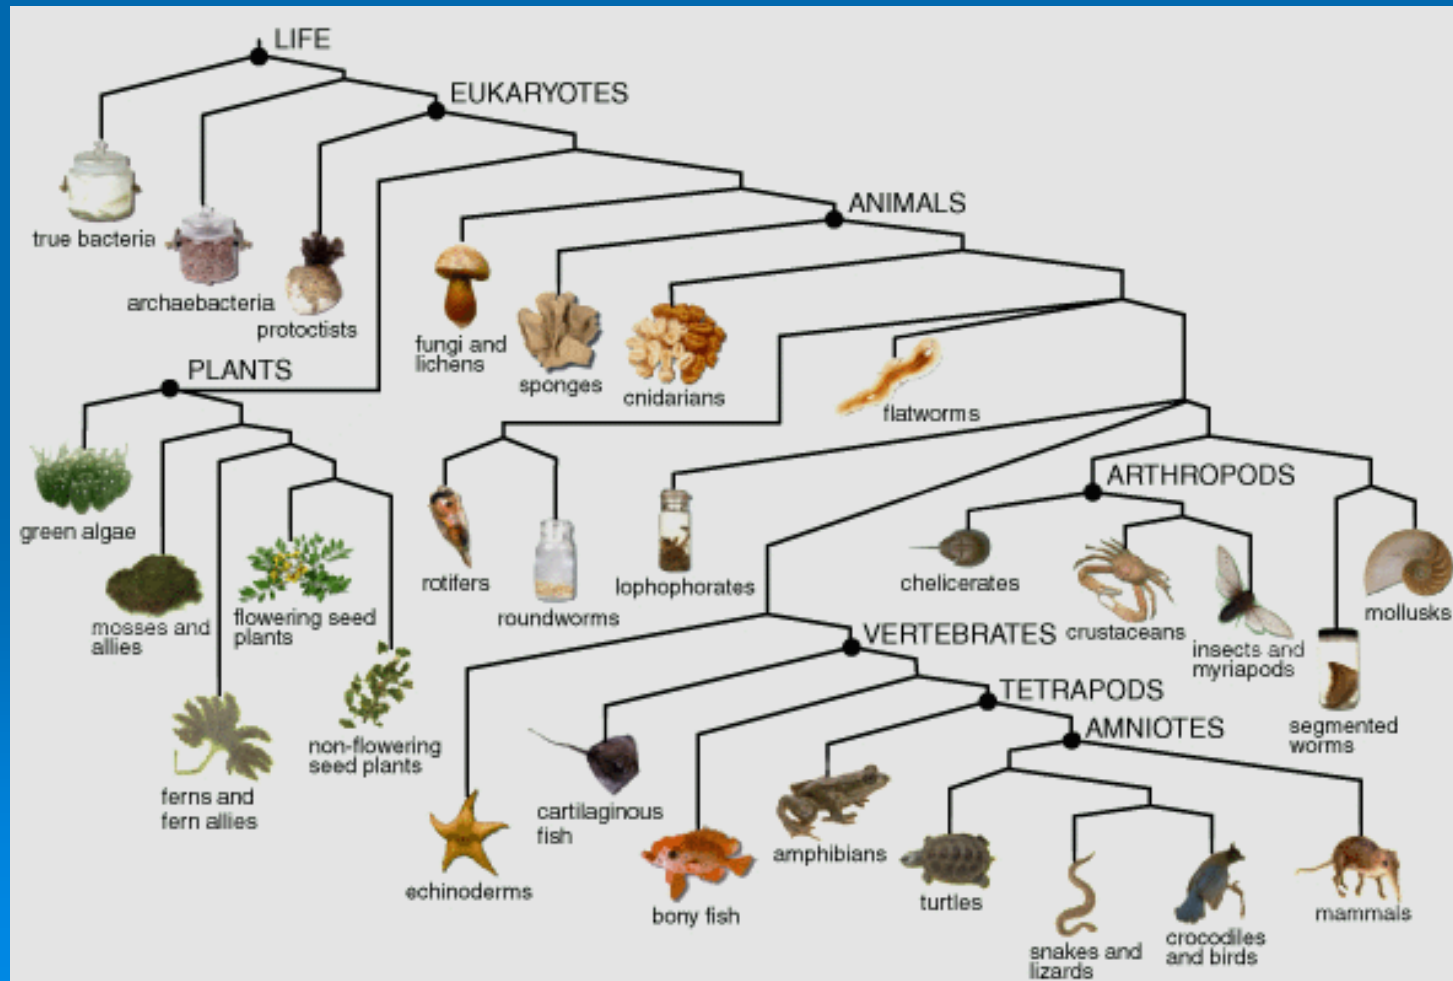 LIFE
EUKARYOTES
ANIMALS
true bacteria
archaebacteria
protoctists
fungi and
lichens
sponges
cnidarians
flatworms
PLANTS
green algae
mosses and
allies
flowering seed
plants
ferns and
fern allies
non-flowering
seed plants
rotifers
roundworms
lophophorates
ARTHROPODS
chelicerates
crustaceans
insects and
myriapods
mollusks
segmented
worms
VERTEBRATES
TETRAPODS
AMNIOTES
echinoderms
cartilaginous
fish
bony fish
amphibians
turtles
snakes and
lizards
crocodiles
and birds
mammals